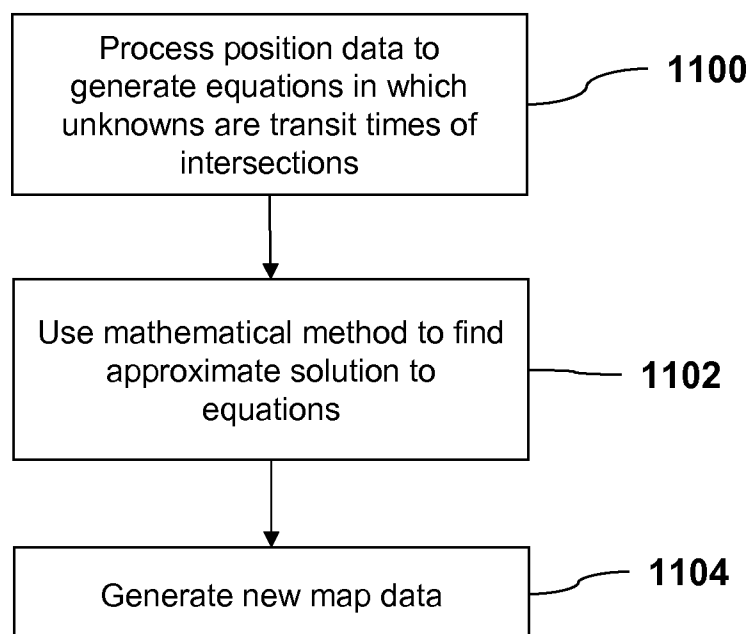 Process position data to
generate equations in which
unknowns are transit times of
intersections
1100
Use mathematical method to find
approximate solution to
equations
1102
Generate new map data
1104